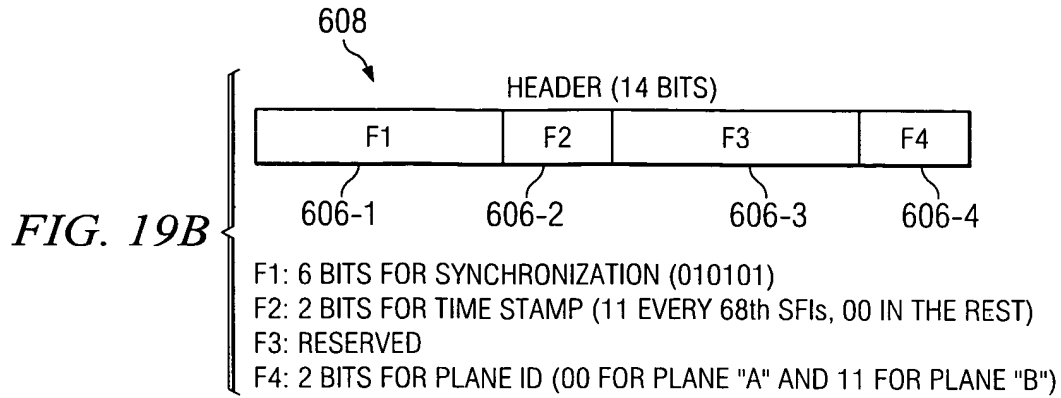 608
HEADER (14 BITS)
F1 F2 F3 F4
606-1 606-2 606-3 606-4
FIG. 19B
F1: 6 BITS FOR SYNCHRONIZATION (010101)
F2: 2 BITS FOR TIME STAMP (11 EVERY 68th SFIs, 00 IN THE REST)
F3: RESERVED
F4: 2 BITS FOR PLANE ID (00 FOR PLANE "A" AND 11 FOR PLANE "B")